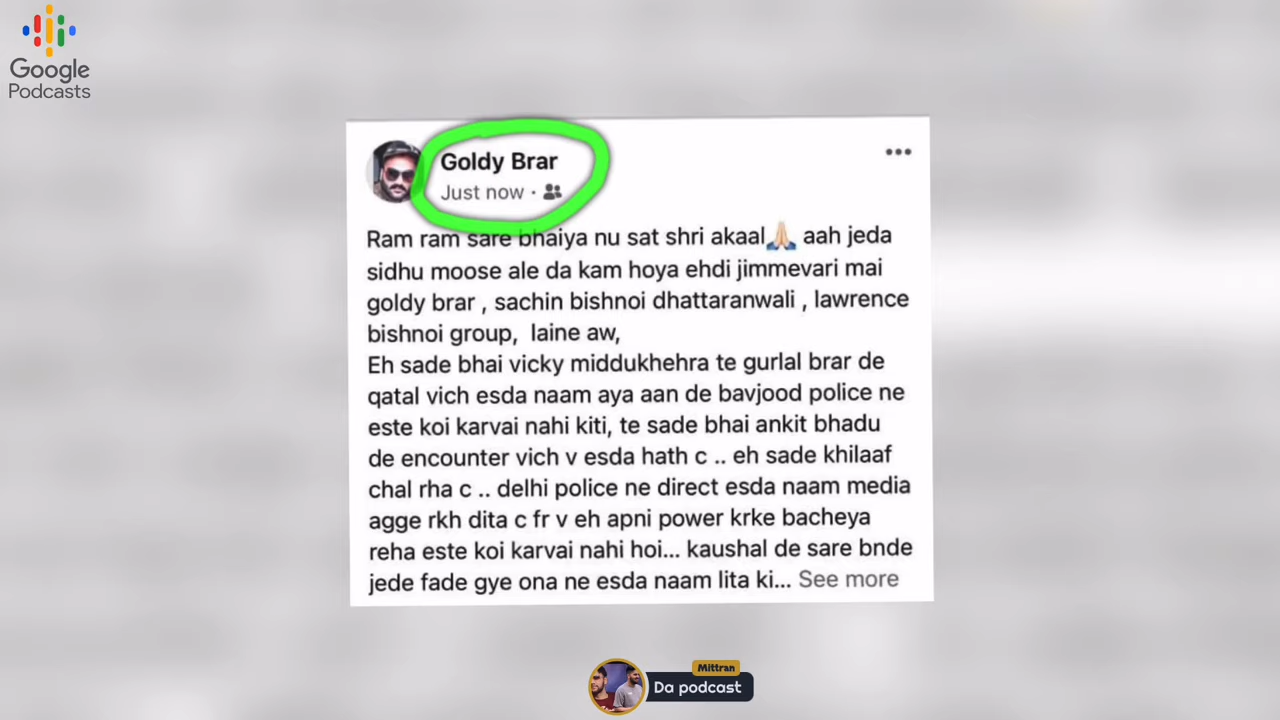 Google
Podcasts
Goldy Brar
Just now ·
Ram ram sare bhaiya nu sat shri akaal🙏🏻 aah jeda
sidhu moose ale da kam hoya ehdi jimmevari mai
goldy brar , sachin bishnoi dhattaranwali , lawrence
bishnoi group, laine aw,
Eh sade bhai vicky middukhehra te gurlal brar de
qatal vich esda naam aya aan de bavjood police ne
este koi karvai nahi kiti, te sade bhai ankit bhadu
de encounter vich v esda hath c .. eh sade khilaaf
chal rha c .. delhi police ne direct esda naam media
agge rkh dita c fr v eh apni power krke bacheya
reha este koi karvai nahi hoi... kaushal de sare bnde
jede fade gye ona ne esda naam lita ki... See more
Mittran
Da podcast